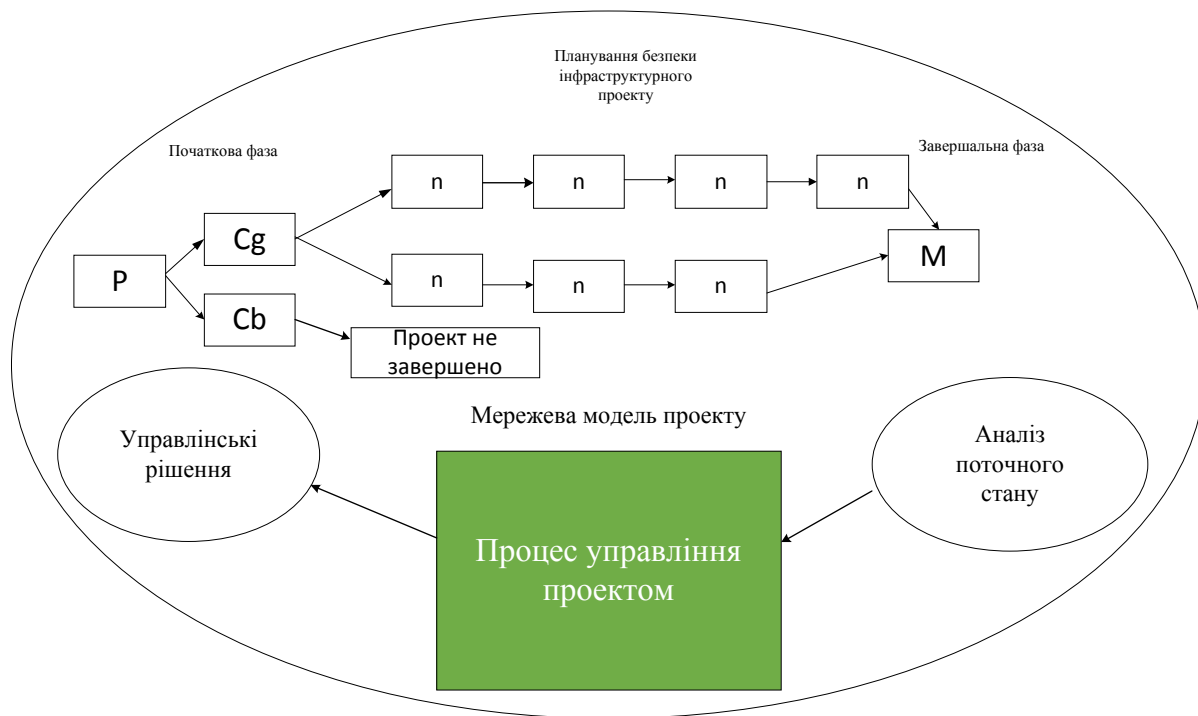 Планування безпеки
інфраструктурного
проекту
Початкова фаза
Завершальна фаза
n
n
n
n
Cg
M
P
n
n
n
Cb
Проект не
завершено
Мережева модель проекту
Управлінські
рішення
Аналіз
поточного
стану
Процес управління
проектом